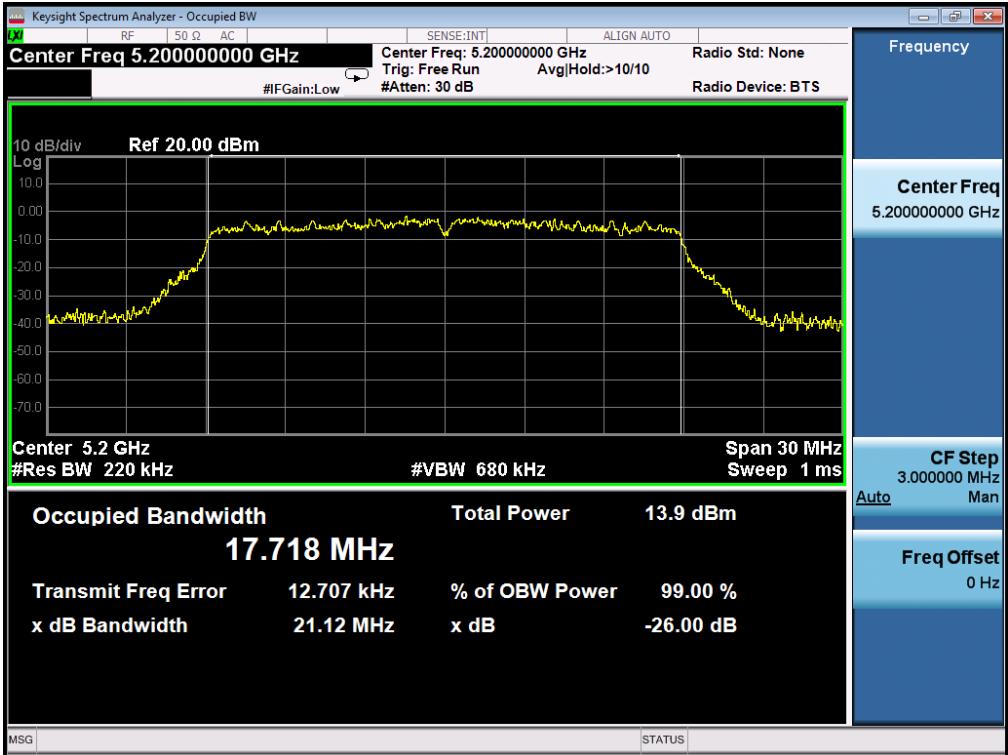 Keysight Spectrum Analyzer - Occupied BW
LXI RF 50 Ω AC SENSE:INT ALIGN AUTO
Center Freq 5.200000000 GHz
Center Freq: 5.200000000 GHz Radio Std: None
Trig: Free Run Avg|Hold:>10/10
#IFGain:Low #Atten: 30 dB Radio Device: BTS
10 dB/div Ref 20.00 dBm
Log
10.0
0.00
-10.0
-20.0
-30.0
-40.0
-50.0
-60.0
-70.0
Center 5.2 GHz Span 30 MHz
#Res BW 220 kHz #VBW 680 kHz Sweep 1 ms
Occupied Bandwidth Total Power 13.9 dBm
17.718 MHz
Transmit Freq Error 12.707 kHz % of OBW Power 99.00 %
x dB Bandwidth 21.12 MHz x dB -26.00 dB
Frequency
Center Freq
5.200000000 GHz
CF Step
3.000000 MHz
Auto Man
Freq Offset
0 Hz
MSG STATUS